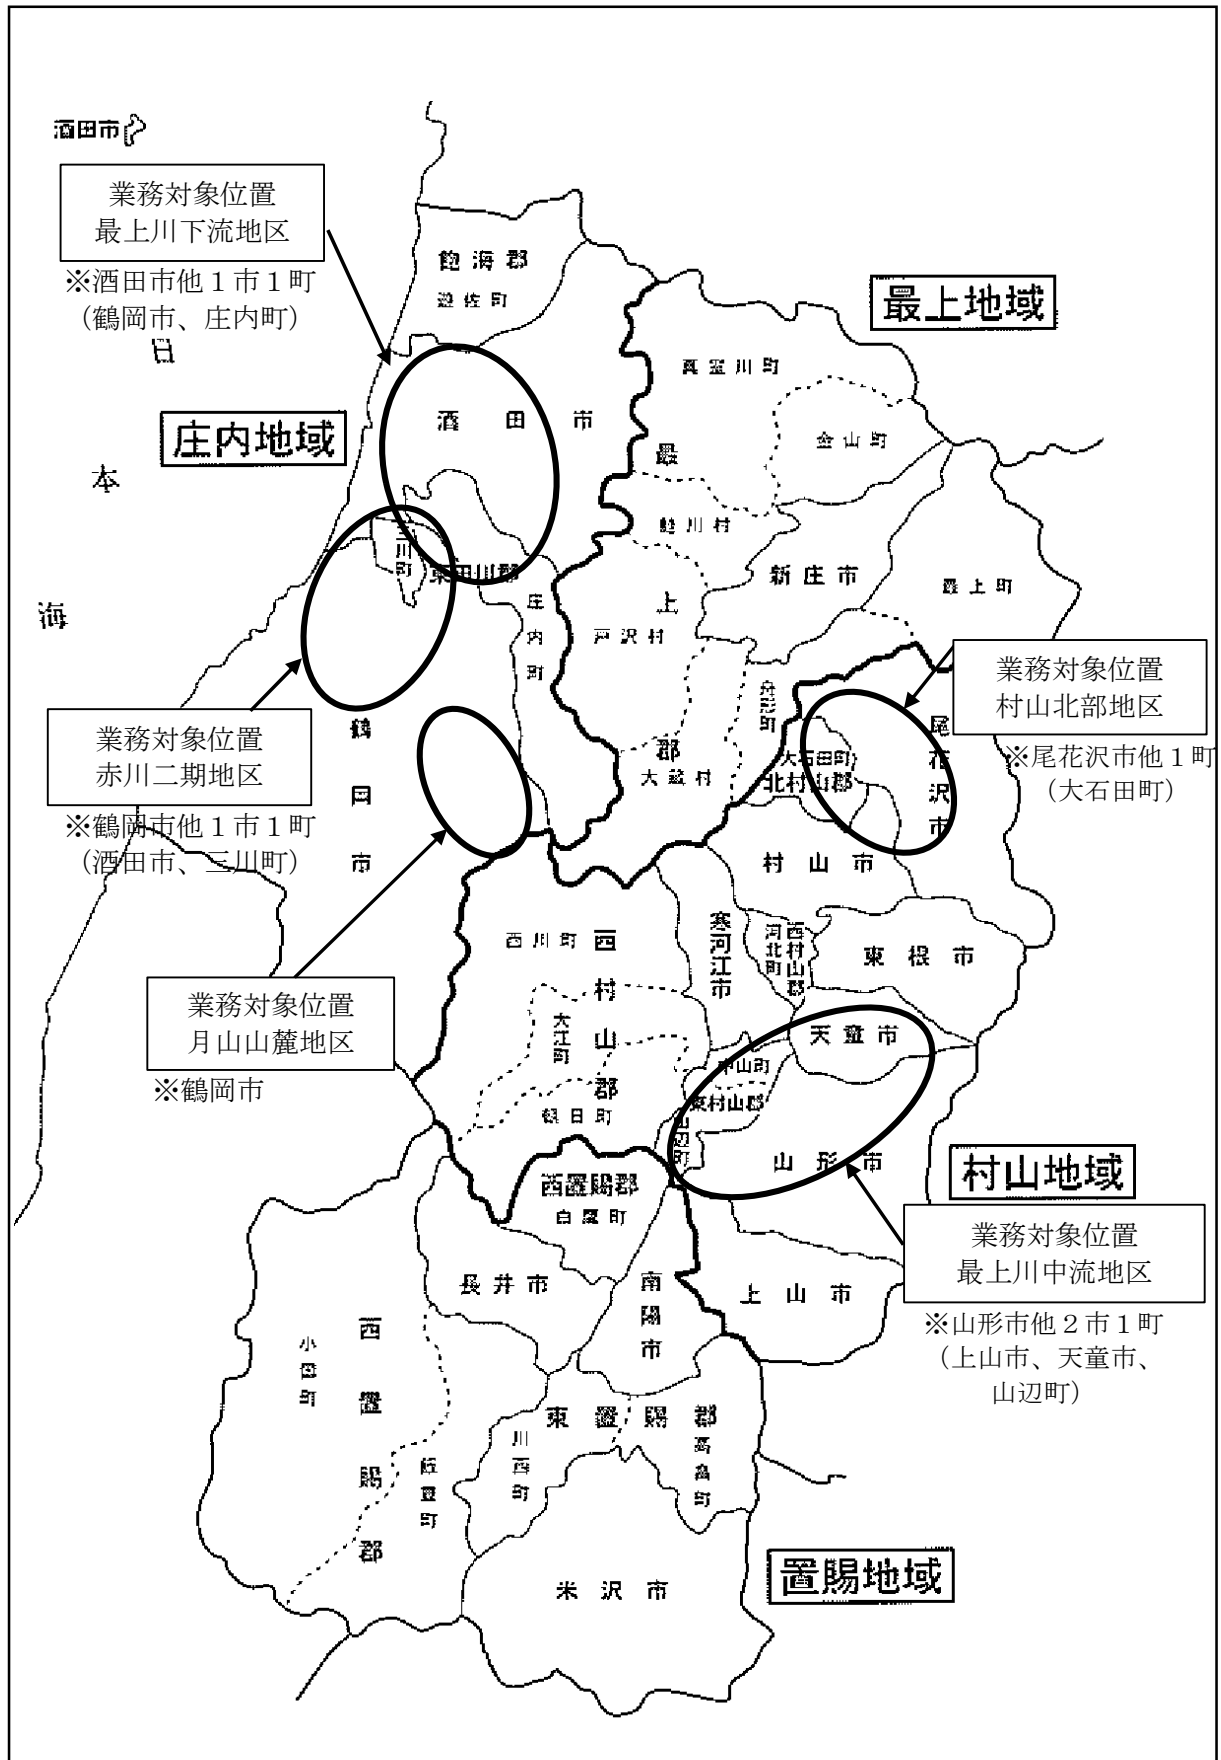 酒田市
業務対象位置
最上川下流地区
※酒田市他１市１町
（鶴岡市、庄内町）
日
本
海
庄内地域
飽海郡
遊佐町
酒田市
最上地域
真室川町
金山町
最
上
郡
鮭川村
新庄市
最上町
戸沢村
舟形町
大蔵村
三川町
東田川郡
庄内町
業務対象位置
赤川二期地区
※鶴岡市他１市１町
（酒田市、三川町）
鶴岡市
業務対象位置
村山北部地区
※尾花沢市他１町
（大石田町）
尾花沢市
大石田町
北村山郡
村山市
業務対象位置
月山山麓地区
※鶴岡市
西川町
西村山郡
大江町
朝日町
寒河江市
河北町
西村山郡
東根市
天童市
中山町
東村山郡
山辺町
山形市
村山地域
業務対象位置
最上川中流地区
※山形市他２市１町
（上山市、天童市、
山辺町）
西置賜郡
白鷹町
長井市
南陽市
上山市
小国町
西置賜郡
飯豊町
東置賜郡
川西町
高畠町
米沢市
置賜地域